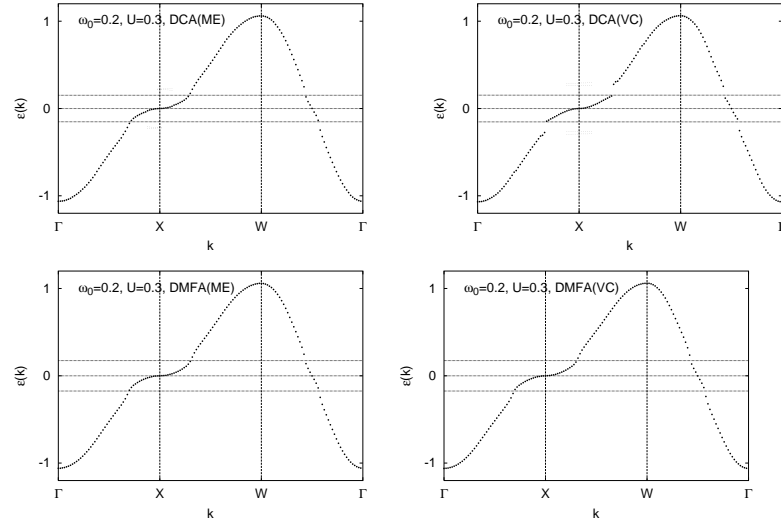 ω0=0.2, U=0.3, DCA(ME)
ε(k)
1
0
-1
Γ X W Γ
k
ω0=0.2, U=0.3, DCA(VC)
ε(k)
1
0
-1
Γ X W Γ
k
ω0=0.2, U=0.3, DMFA(ME)
ε(k)
1
0
-1
Γ X W Γ
k
ω0=0.2, U=0.3, DMFA(VC)
ε(k)
1
0
-1
Γ X W Γ
k